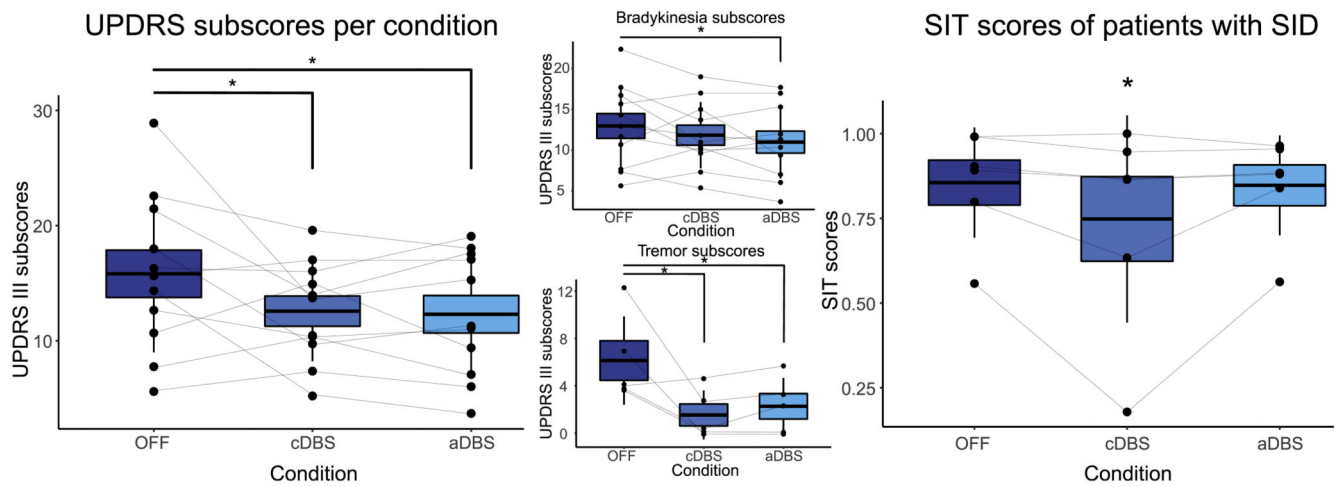 UPDRS subscores per condition
*
*
UPDRS III subscores
30
20
10
OFF
cDBS
aDBS
Condition
Bradykinesia subscores
*
UPDRS III subscores
20
15
10
5
OFF
cDBS
aDBS
Condition
Tremor subscores
*
*
UPDRS III subscores
12
8
4
0
OFF
cDBS
aDBS
Condition
SIT scores of patients with SID
*
SIT scores
1.00
0.75
0.50
0.25
OFF
cDBS
aDBS
Condition